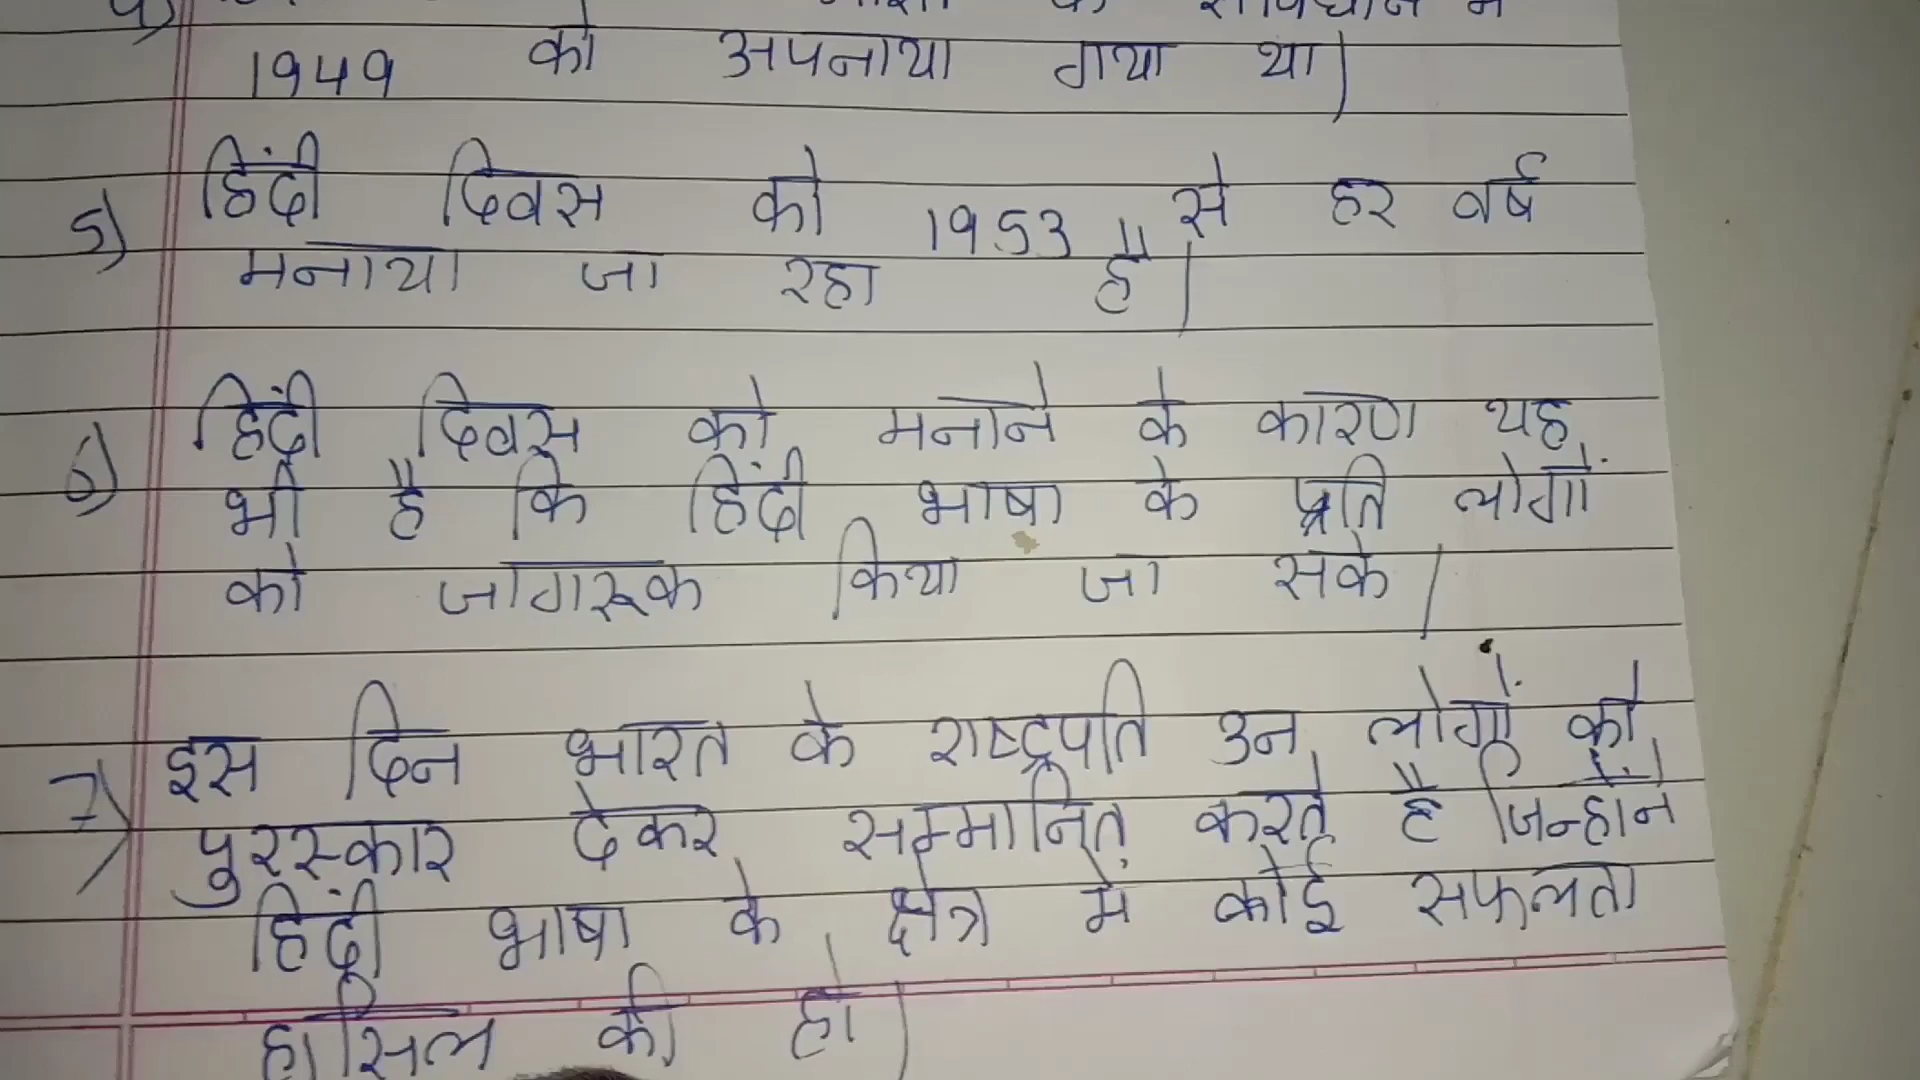 के संविधान में
1949 को अपनाया गया था।
5) हिंदी दिवस को 1953 से हर वर्ष
मनाया जा रहा है।
6) हिंदी दिवस को मनाने के कारण यह
भी है कि हिंदी भाषा के प्रति लोगों
को जागरूक किया जा सके।
7) इस दिन भारत के राष्ट्रपति उन लोगों को
पुरस्कार देकर सम्मानित करते है जिन्होंने
हिंदी भाषा के क्षेत्र में कोई सफलता
हासिल की हो।